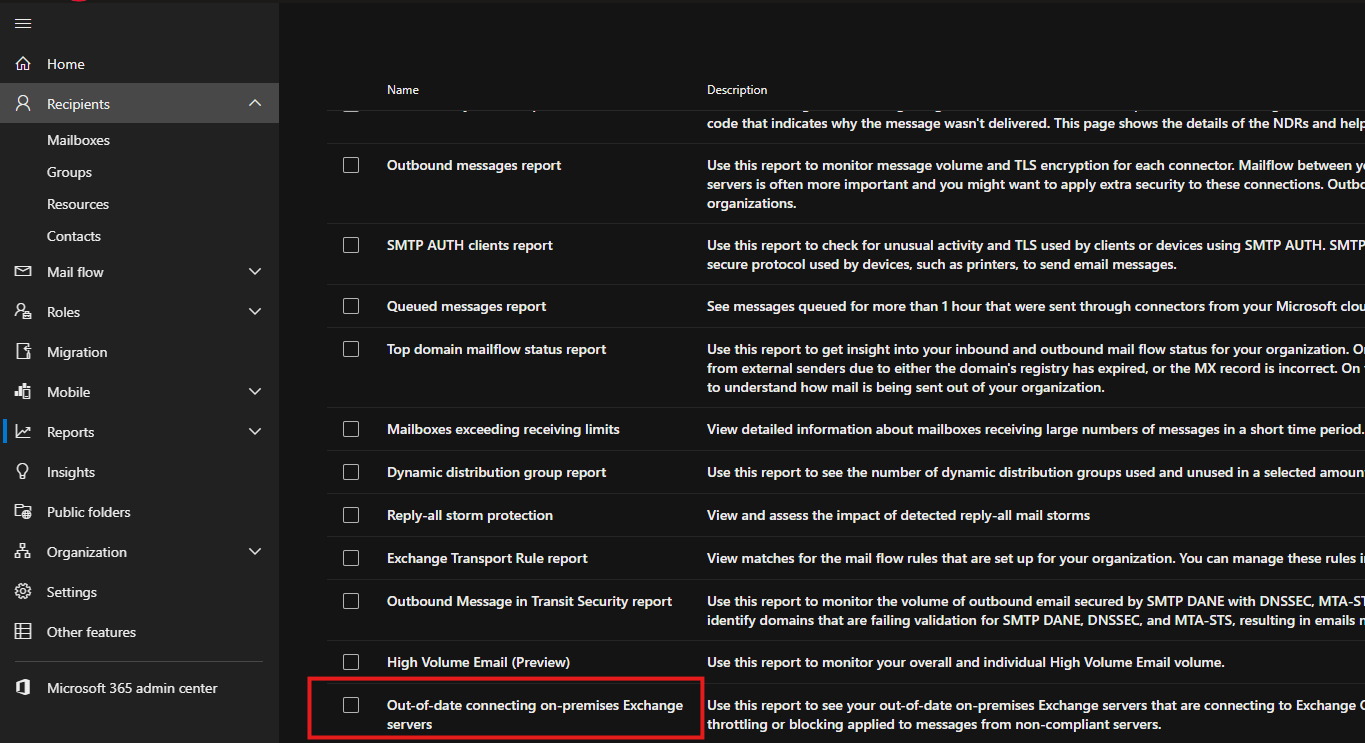 Home
Recipients
Mailboxes
Groups
Resources
Contacts
Mail flow
Roles
Migration
Mobile
Reports
Insights
Public folders
Organization
Settings
Other features
Microsoft 365 admin center
Name Description
code that indicates why the message wasn't delivered. This page shows the details of the NDRs and help
Outbound messages report
Use this report to monitor message volume and TLS encryption for each connector. Mailflow between
servers is often more important and you might want to apply extra security to these connections.
organizations.
SMTP AUTH clients report
Use this report to check for unusual activity and TLS used by clients or devices using SMTP AUTH. SMTP
secure protocol used by devices, such as printers, to send email messages.
Queued messages report
See messages queued for more than 1 hour that were sent through connectors from your Microsoft
Top domain mailflow status report
Use this report to get insight into your inbound and outbound mail flow status for your organization.
from external senders due to either the domain's registry has expired, or the MX record is incorrect. On
to understand how mail is being sent out of your organization.
Mailboxes exceeding receiving limits
View detailed information about mailboxes receiving large numbers of messages in a short time period.
Dynamic distribution group report
Use this report to see the number of dynamic distribution groups used and unused in a selected
Reply-all storm protection
View and assess the impact of detected reply-all mail storms
Exchange Transport Rule report
View matches for the mail flow rules that are set up for your organization. You can manage these rules
Outbound Message in Transit Security report
Use this report to monitor the volume of outbound email secured by SMTP DANE with DNSSEC,
identify domains that are failing validation for SMTP DANE, DNSSEC, and MTA-STS, resulting in emails
High Volume Email (Preview)
Use this report to monitor your overall and individual High Volume Email volume.
Out-of-date connecting on-premises Exchange
servers
Use this report to see your out-of-date on-premises Exchange servers that are connecting to Exchange
throttling or blocking applied to messages from non-compliant servers.